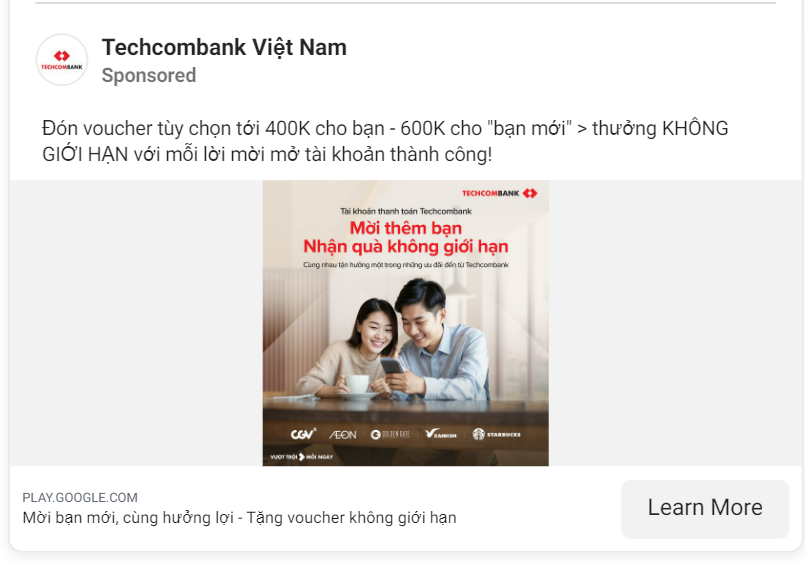 TECHCOMBANK
Techcombank Việt Nam
Sponsored
Đón voucher tùy chọn tới 400K cho bạn - 600K cho "bạn mới" > thưởng KHÔNG
GIỚI HẠN với mỗi lời mời mở tài khoản thành công!
TECHCOMBANK
Tài khoản thanh toán Techcombank
Mời thêm bạn
Nhận quà không giới hạn
Cùng nhau tận hưởng một trong những ưu đãi đến từ Techcombank
CGV AEON GOLDEN GATE XANH SM STARBUCKS
VƯỢT TRỘI MỖI NGÀY
PLAY.GOOGLE.COM
Mời bạn mới, cùng hưởng lợi - Tặng voucher không giới hạn
Learn More